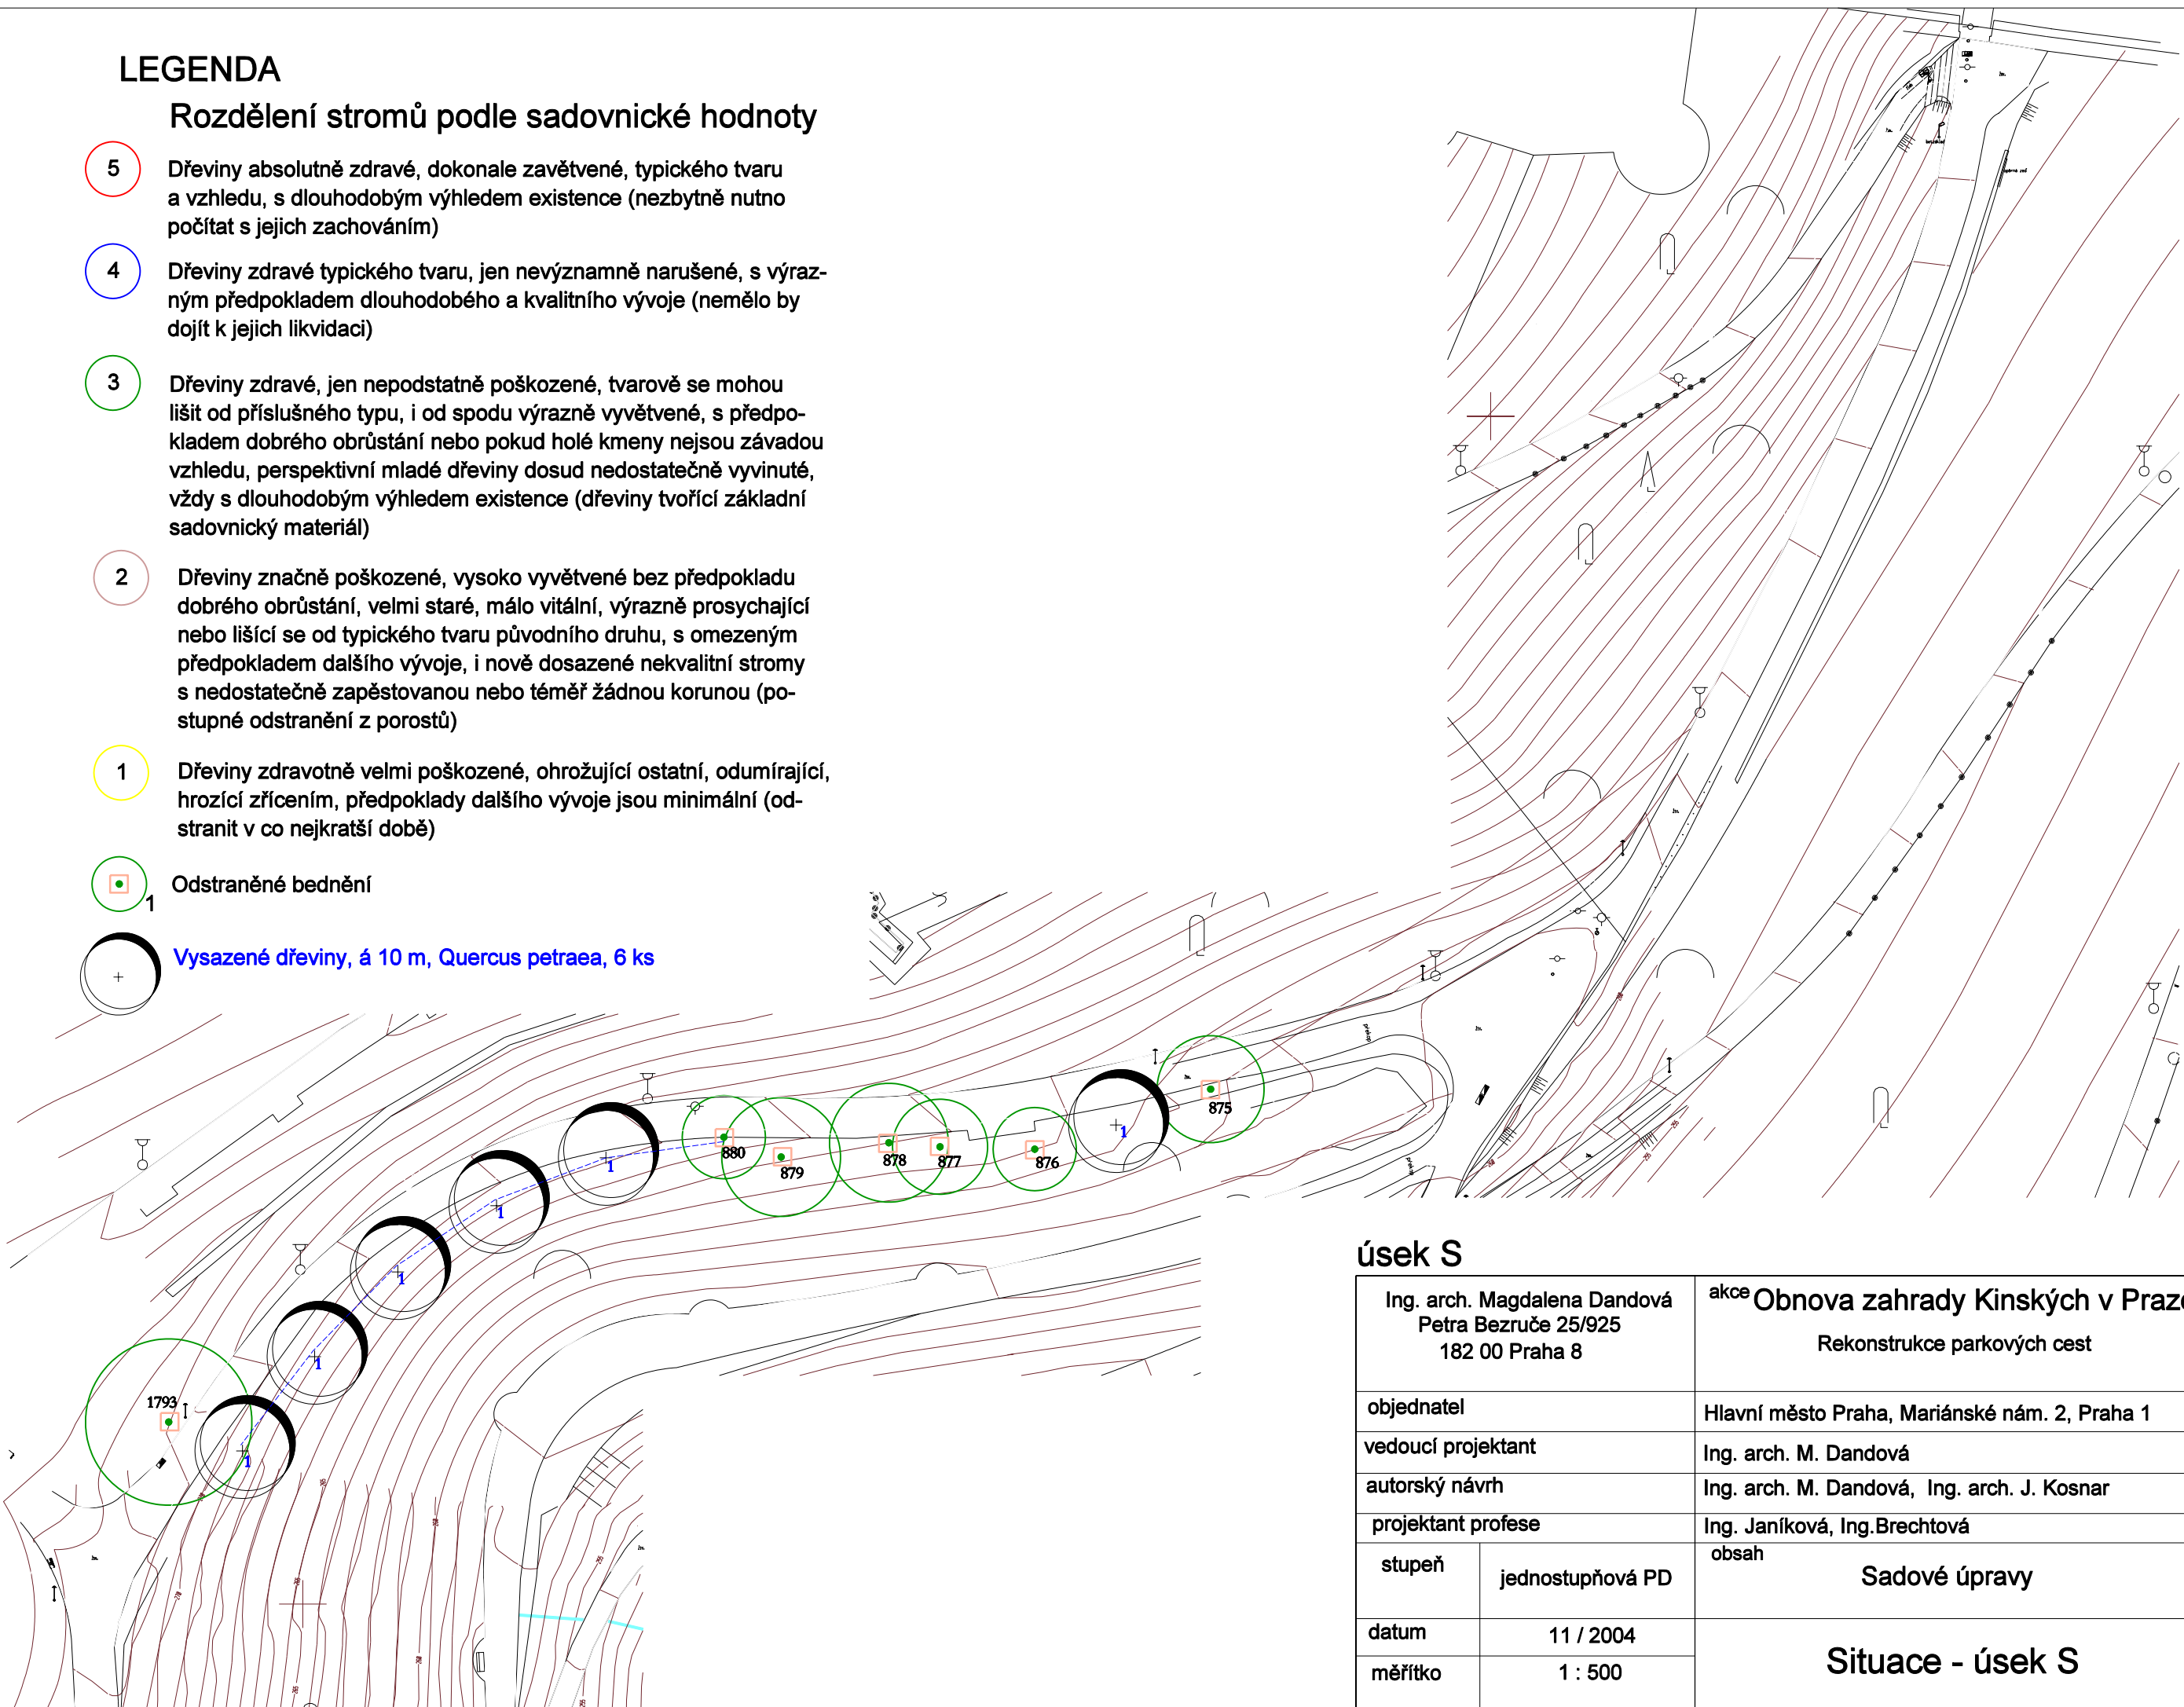 LEGENDA
Rozdělení stromů podle sadovnické hodnoty
5
Dřeviny absolutně zdravé, dokonale zavětvené, typického tvaru
a vzhledu, s dlouhodobým výhledem existence (nezbytně nutno
počítat s jejich zachováním)
4
Dřeviny zdravé typického tvaru, jen nevýznamně narušené, s výraz-
ným předpokladem dlouhodobého a kvalitního vývoje (nemělo by
dojít k jejich likvidaci)
3
Dřeviny zdravé, jen nepodstatně poškozené, tvarově se mohou
lišit od příslušného typu, i od spodu výrazně vyvětvené, s předpo-
kladem dobrého obrůstání nebo pokud holé kmeny nejsou závadou
vzhledu, perspektivní mladé dřeviny dosud nedostatečně vyvinuté,
vždy s dlouhodobým výhledem existence (dřeviny tvořící základní
sadovnický materiál)
2
Dřeviny značně poškozené, vysoko vyvětvené bez předpokladu
dobrého obrůstání, velmi staré, málo vitální, výrazně prosychající
nebo lišící se od typického tvaru původního druhu, s omezeným
předpokladem dalšího vývoje, i nově dosazené nekvalitní stromy
s nedostatečně zapěstovanou nebo téměř žádnou korunou (po-
stupné odstranění z porostů)
1
Dřeviny zdravotně velmi poškozené, ohrožující ostatní, odumírající,
hrozící zřícením, předpoklady dalšího vývoje jsou minimální (od-
stranit v co nejkratší době)
1
Odstraněné bednění
Vysazené dřeviny, á 10 m, Quercus petraea, 6 ks
875
1
876
877
878
879
880
1
1
1
1
1
1793
úsek S
Ing. arch. Magdalena Dandová
Petra Bezruče 25/925
182 00 Praha 8
akce Obnova zahrady Kinských v Praze
Rekonstrukce parkových cest
objednatel
Hlavní město Praha, Mariánské nám. 2, Praha 1
vedoucí projektant
Ing. arch. M. Dandová
autorský návrh
Ing. arch. M. Dandová, Ing. arch. J. Kosnar
projektant profese
Ing. Janíková, Ing.Brechtová
stupeň
jednostupňová PD
obsah
Sadové úpravy
datum
11 / 2004
měřítko
1 : 500
Situace - úsek S